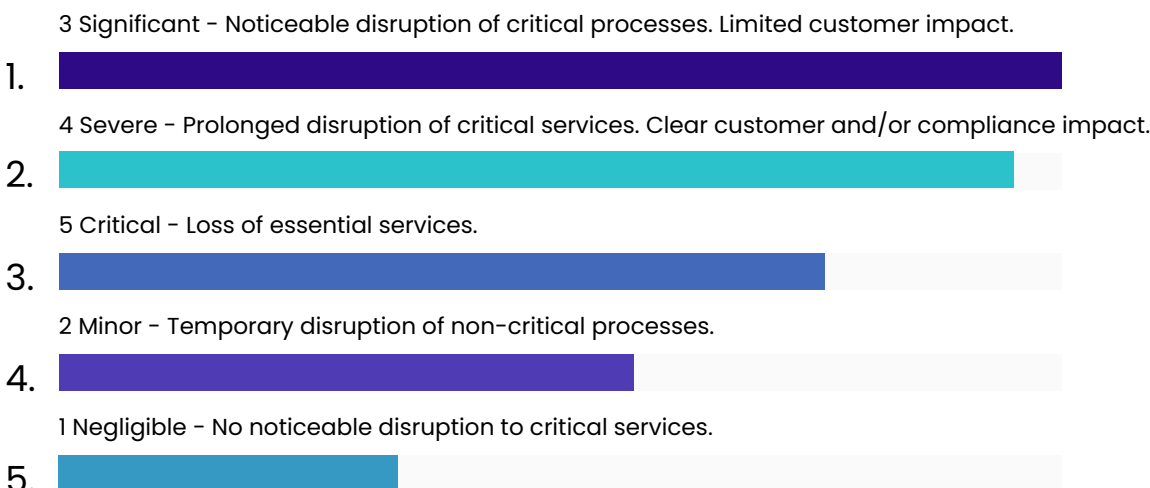 3 Significant - Noticeable disruption of critical processes. Limited customer impact.
1.
4 Severe - Prolonged disruption of critical services. Clear customer and/or compliance impact.
2.
5 Critical - Loss of essential services.
3.
2 Minor - Temporary disruption of non-critical processes.
4.
1 Negligible - No noticeable disruption to critical services.
5.